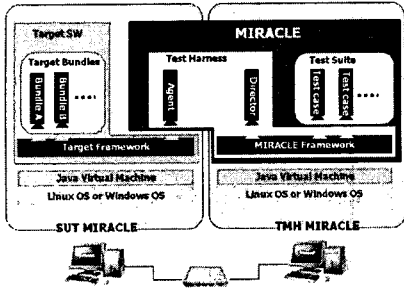 Target SW
MIRACLE
Target Bundles
Test Harness
Test Suite
Bundle A
Bundle B
Agent
Director
Test case
Test case
Target Framework
MIRACLE Framework
Java Virtual Machine
Java Virtual Machine
Linux OS or Windows OS
Linux OS or Windows OS
SUT MIRACLE
TMH MIRACLE